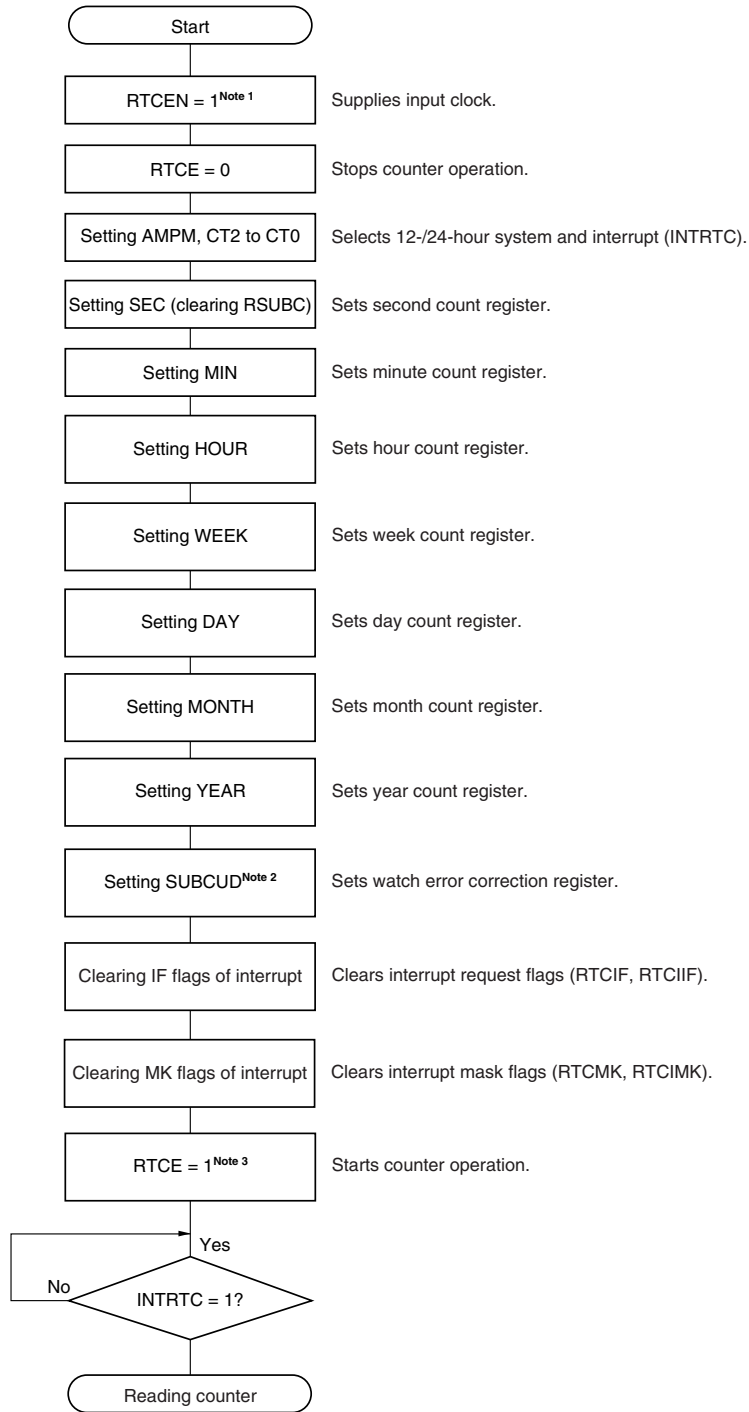 Start
RTCEN = 1Note 1 Supplies input clock.
RTCE = 0 Stops counter operation.
Setting AMPM, CT2 to CT0 Selects 12-/24-hour system and interrupt (INTRTC).
Setting SEC (clearing RSUBC) Sets second count register.
Setting MIN Sets minute count register.
Setting HOUR Sets hour count register.
Setting WEEK Sets week count register.
Setting DAY Sets day count register.
Setting MONTH Sets month count register.
Setting YEAR Sets year count register.
Setting SUBCUDNote 2 Sets watch error correction register.
Clearing IF flags of interrupt Clears interrupt request flags (RTCIF, RTCIIF).
Clearing MK flags of interrupt Clears interrupt mask flags (RTCMK, RTCIMK).
RTCE = 1Note 3 Starts counter operation.
Yes
No
INTRTC = 1?
Reading counter